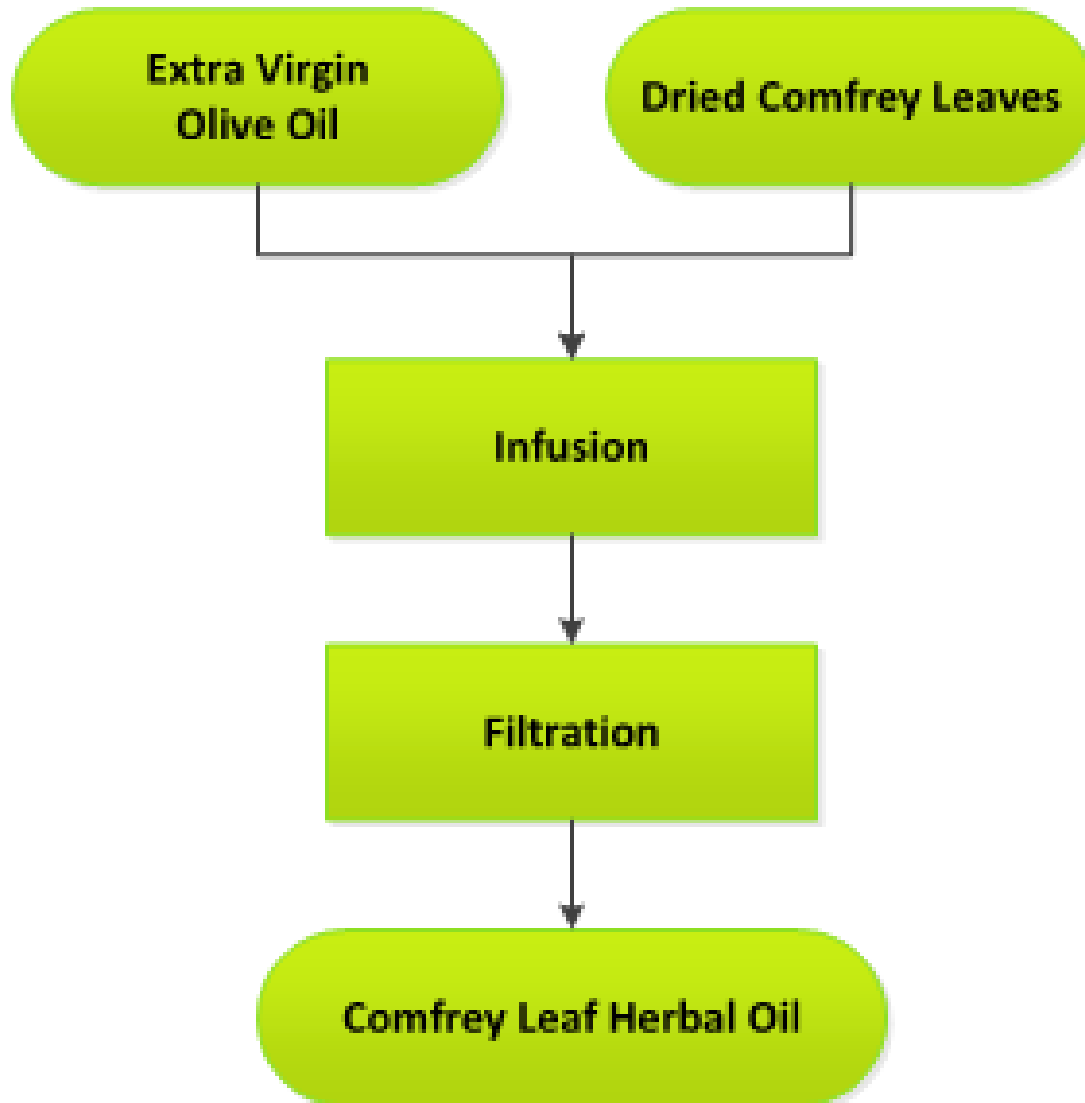 Extra Virgin
Olive Oil
Dried Comfrey Leaves
Infusion
Filtration
Comfrey Leaf Herbal Oil